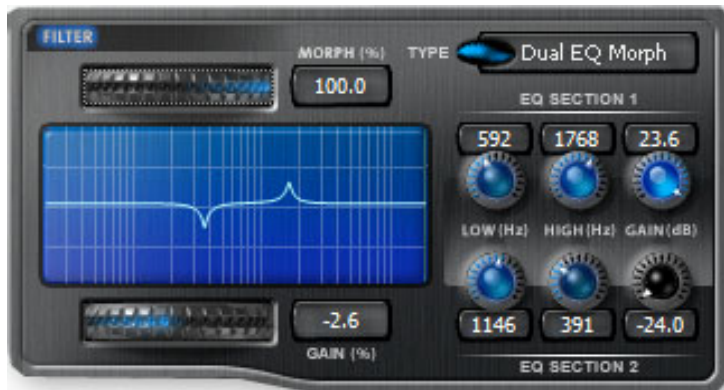 FILTER
MORPH (%)
TYPE
Dual EQ Morph
100.0
EQ SECTION 1
592
1768
23.6
LOW (Hz)
HIGH (Hz)
GAIN (dB)
-2.6
1146
391
-24.0
GAIN (%)
EQ SECTION 2